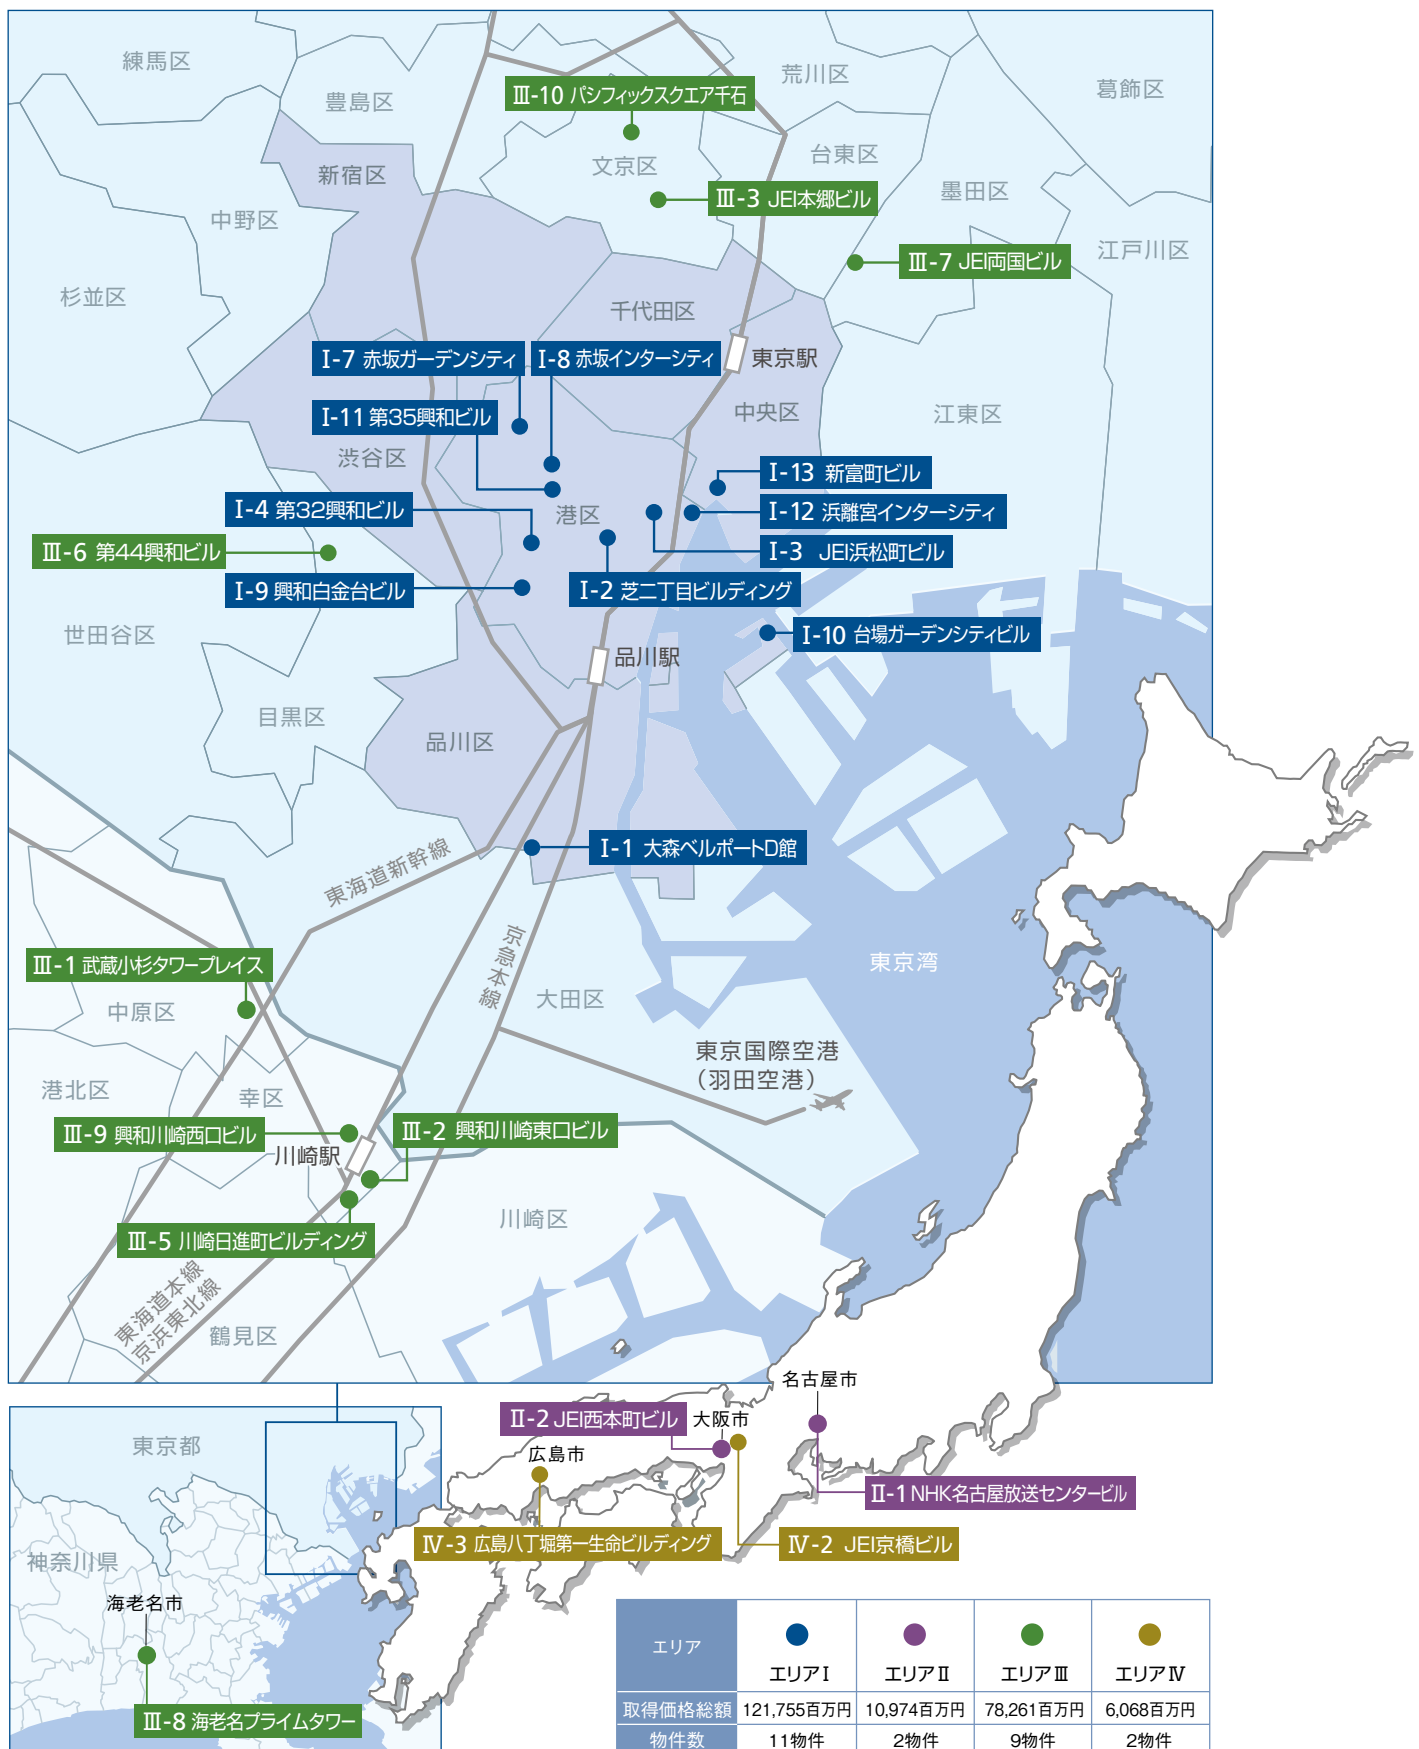 練馬区
豊島区
荒川区
葛飾区
Ⅲ-10 パシフィックスクエア千石
文京区
台東区
墨田区
新宿区
Ⅲ-3 JEI本郷ビル
中野区
Ⅲ-7 JEI両国ビル
江戸川区
杉並区
千代田区
Ⅰ-7 赤坂ガーデンシティ
Ⅰ-8 赤坂インターシティ
東京駅
Ⅰ-11 第35興和ビル
中央区
江東区
渋谷区
Ⅰ-13 新富町ビル
Ⅰ-4 第32興和ビル
港区
Ⅰ-12 浜離宮インターシティ
Ⅲ-6 第44興和ビル
Ⅰ-3 JEI浜松町ビル
Ⅰ-9 興和白金台ビル
Ⅰ-2 芝二丁目ビルディング
世田谷区
Ⅰ-10 台場ガーデンシティビル
品川駅
目黒区
品川区
Ⅰ-1 大森ベルポートD館
東海道新幹線
京急本線
東京湾
Ⅲ-1 武蔵小杉タワープレイス
中原区
大田区
東京国際空港
（羽田空港）
港北区
幸区
Ⅲ-9 興和川崎西口ビル
Ⅲ-2 興和川崎東口ビル
川崎駅
川崎区
Ⅲ-5 川崎日進町ビルディング
東海道本線
京浜東北線
鶴見区
名古屋市
Ⅱ-2 JEI西本町ビル
大阪市
東京都
広島市
Ⅱ-1 NHK名古屋放送センタービル
Ⅳ-3 広島八丁堀第一生命ビルディング
Ⅳ-2 JEI京橋ビル
神奈川県
海老名市
Ⅲ-8 海老名プライムタワー
エリア エリアⅠ エリアⅡ エリアⅢ エリアⅣ
取得価格総額 121,755百万円 10,974百万円 78,261百万円 6,068百万円
物件数 11物件 2物件 9物件 2物件